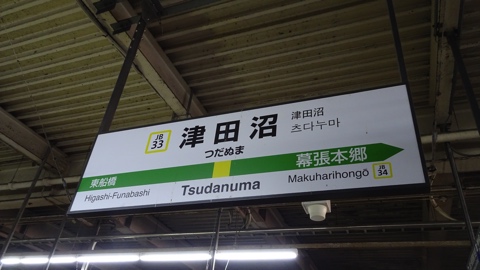 JB
33
津田沼
つだぬま
津田沼
츠다누마
東船橋
Higashi-Funabashi
Tsudanuma
幕張本郷
Makuharihongō
JB
34